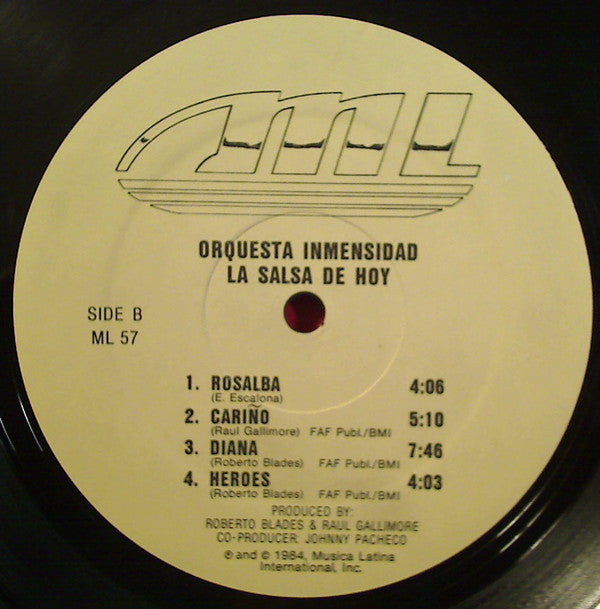 ML
ORQUESTA INMENSIDAD
LA SALSA DE HOY
SIDE B
ML 57
1. ROSALBA 4:06
(E. Escalona)
2. CARIÑO 5:10
(Raul Gallimore) FAF Publ./BMI
3. DIANA 7:46
(Roberto Blades) FAF Publ./BMI
4. HEROES 4:03
(Roberto Blades) FAF Publ./BMI
PRODUCED BY:
ROBERTO BLADES & RAUL GALLIMORE
CO-PRODUCER: JOHNNY PACHECO
℗ and © 1984, Musica Latina
International, Inc.